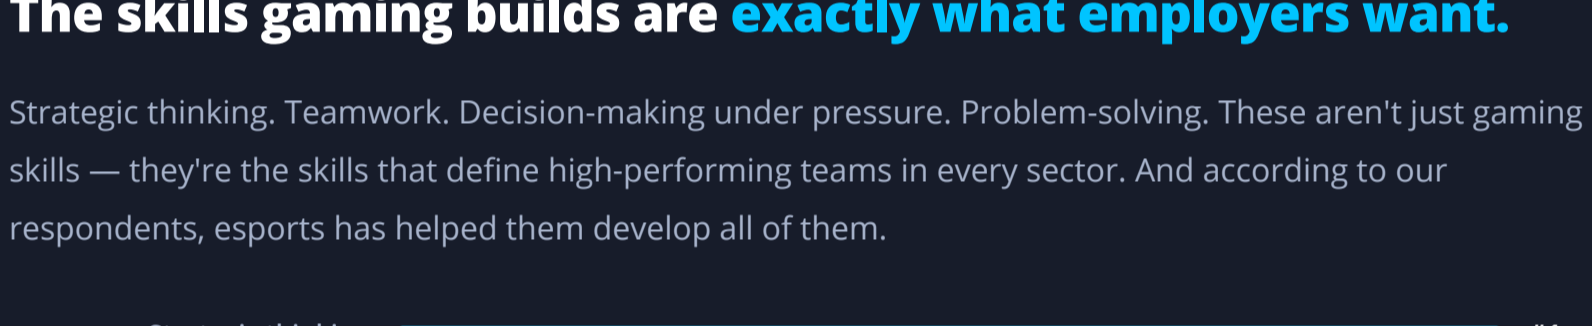 The skills gaming builds are exactly what employers want.
Strategic thinking. Teamwork. Decision-making under pressure. Problem-solving. These aren't just gaming
skills — they're the skills that define high-performing teams in every sector. And according to our
respondents, esports has helped them develop all of them.